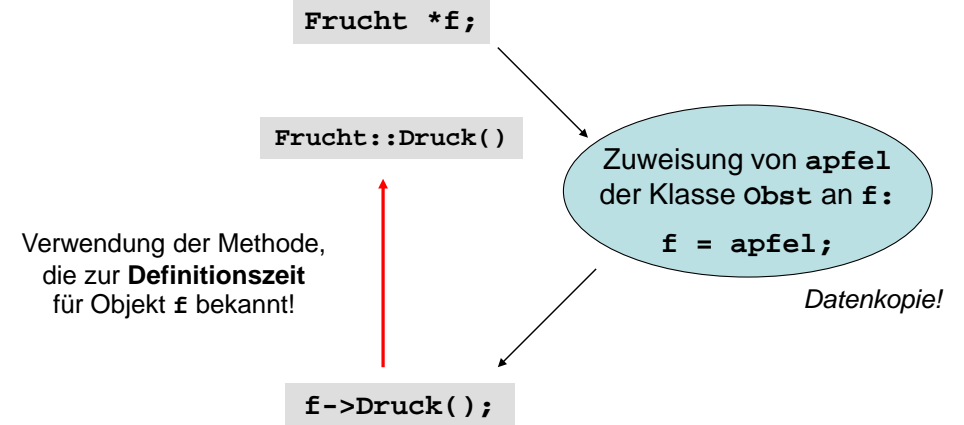 Frucht *f;
Frucht::Druck()
Zuweisung von apfel
der Klasse Obst an f:
f = apfel;
Verwendung der Methode,
die zur Definitionszeit
für Objekt f bekannt!
Datenkopie!
f->Druck();